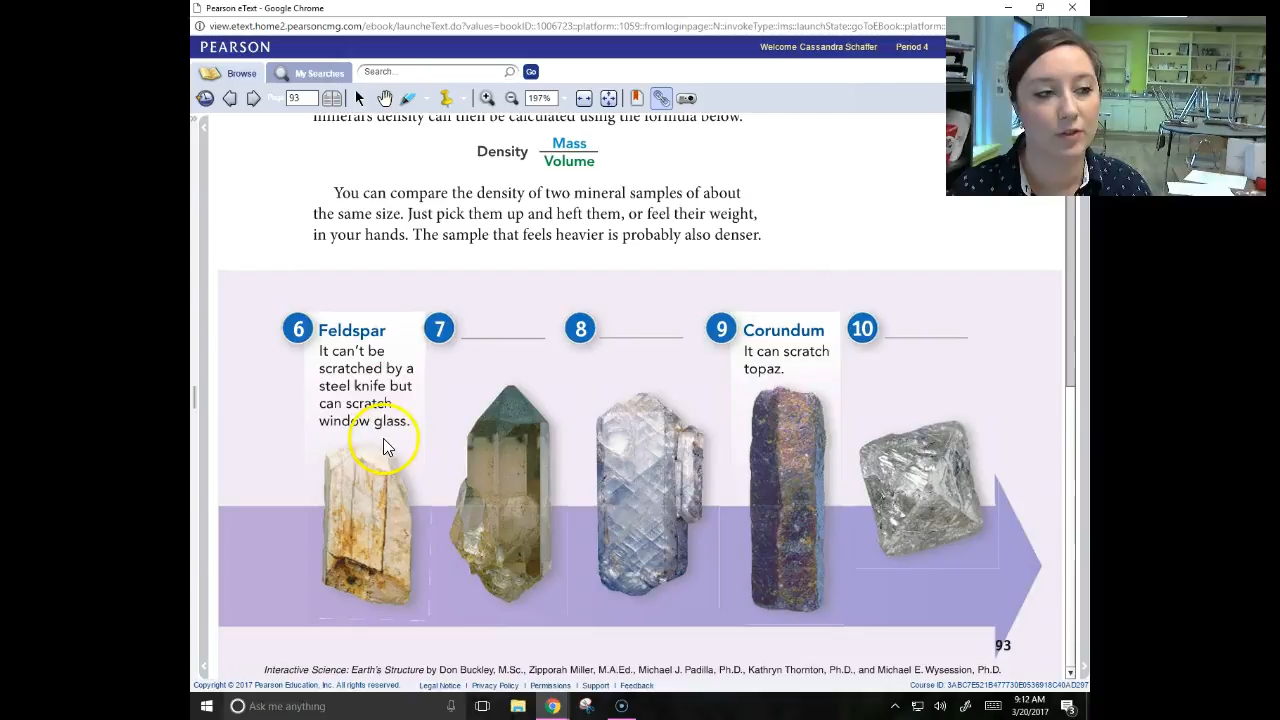 Pearson eText - Google Chrome
view.etext.home2.pearsoncmg.com/ebook/launcheText.do?values=bookID::1006723::platform::1059::fromloginpage::N::invokeType::ims::launchState::goToEBook::platform::
PEARSON
Welcome Cassandra Schaffer Period 4
Browse My Searches Search... Go
Page 93 197%
mineral's density can then be calculated using the formula below.
Density Mass
Volume
You can compare the density of two mineral samples of about
the same size. Just pick them up and heft them, or feel their weight,
in your hands. The sample that feels heavier is probably also denser.
6 Feldspar
It can't be
scratched by a
steel knife but
can scratch
window glass.
7
8
9 Corundum
It can scratch
topaz.
10
93
Interactive Science: Earth's Structure by Don Buckley, M.Sc., Zipporah Miller, M.A.Ed., Michael J. Padilla, Ph.D., Kathryn Thornton, Ph.D., and Michael E. Wysession, Ph.D.
Copyright © 2017 Pearson Education, Inc. All rights reserved. Legal Notice | Privacy Policy | Permissions | Support | Feedback
Course ID: 3ABC7E521B477730E0536918C40AD297
Ask me anything
9:12 AM
3/20/2017
3